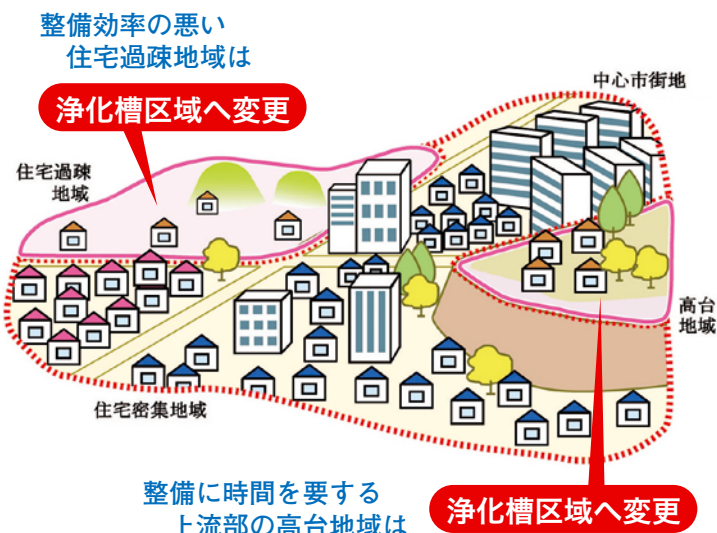 整備効率の悪い
住宅過疎地域は
浄化槽区域へ変更
中心市街地
住宅過疎
地域
高台
地域
住宅密集地域
整備に時間を要する
上流部の高台地域は
浄化槽区域へ変更